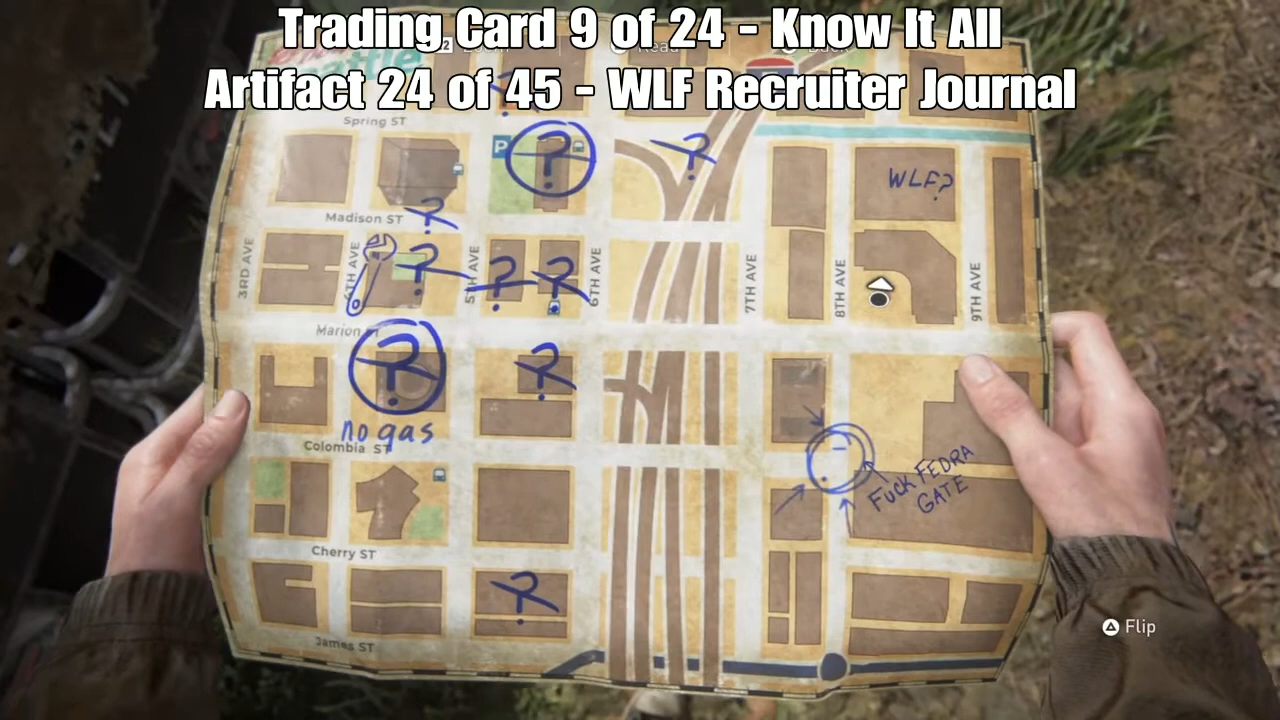 Trading Card 9 of 24 - Know It All
Artifact 24 of 45 - WLF Recruiter Journal
Spring ST
P
?
?
?
WLF?
Madison ST
?
3RD AVE
?
5TH AVE
?
?
6TH AVE
7TH AVE
8TH AVE
9TH AVE
Marion
?
?
no gas
Colombia ST
FUCK FEDRA
GATE
Cherry ST
?
James ST
Flip